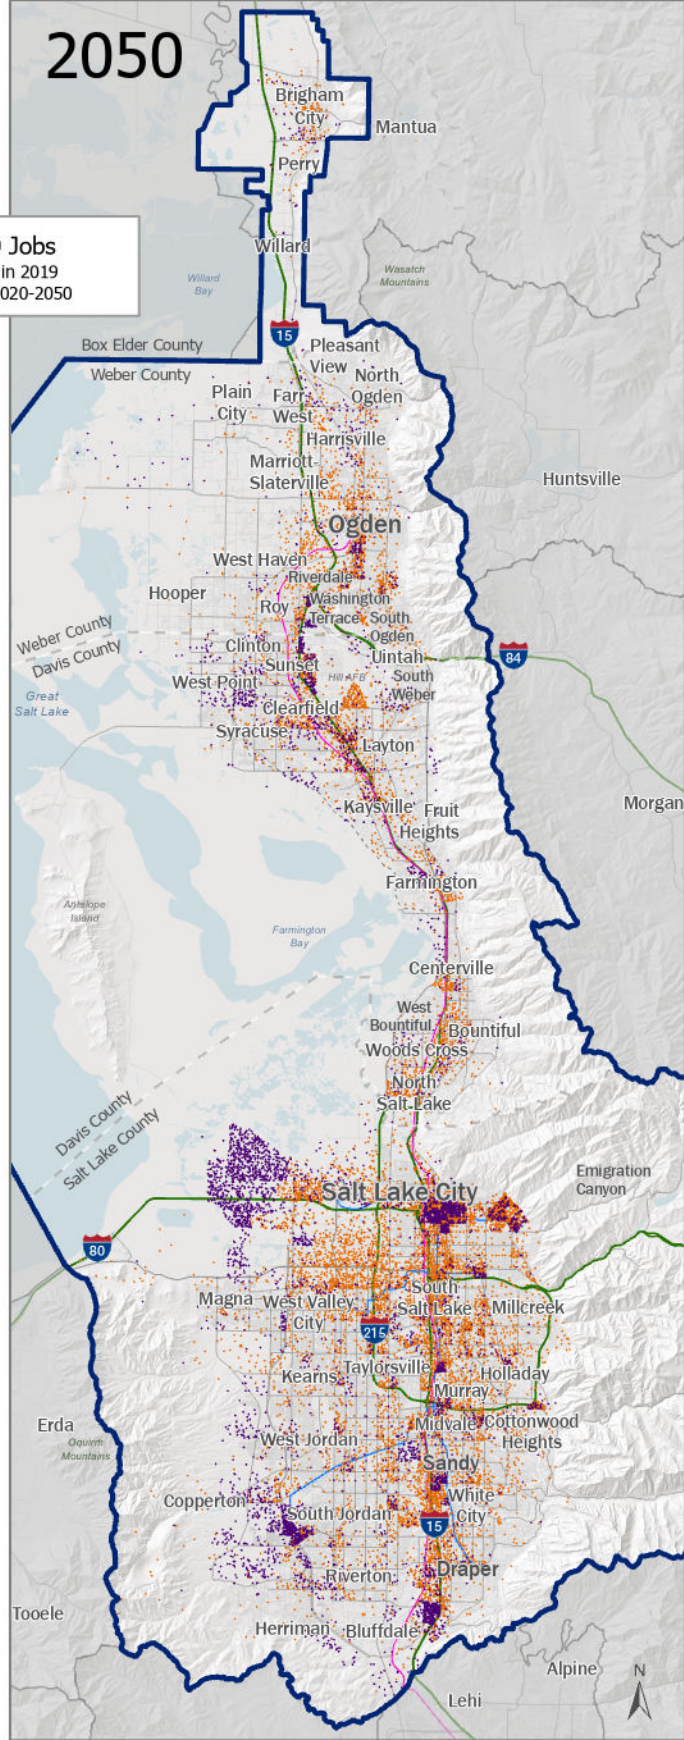 2050
Brigham
City
Mantua
Perry
Jobs
in 2019
020-2050
Willard
Willard
Bay
Wasatch
Mountains
15
Box Elder County
Weber County
Pleasant
View
North
Ogden
Plain
City
Farr
West
Harrisville
Marriott-
Slaterville
Huntsville
Ogden
West Haven
Riverdale
Hooper
Roy
Washington
Terrace
South
Ogden
Weber County
Davis County
Clinton
Sunset
Uintah
84
Hill AFB
West Point
South
Weber
Great
Salt Lake
Clearfield
Syracuse
Layton
Kaysville
Fruit
Heights
Morgan
Farmington
Antelope
Island
Farmington
Bay
Centerville
West
Bountiful
Bountiful
Woods Cross
North
Salt Lake
Davis County
Salt Lake County
Emigration
Canyon
Salt Lake City
80
South
Salt Lake
Magna
West Valley
City
Millcreek
215
Taylorsville
Kearns
Holladay
Murray
Midvale
Cottonwood
Heights
Erda
Oquirrh
Mountains
West Jordan
Sandy
Copperton
White
City
South Jordan
15
Riverton
Draper
Tooele
Herriman
Bluffdale
Alpine
N
Lehi